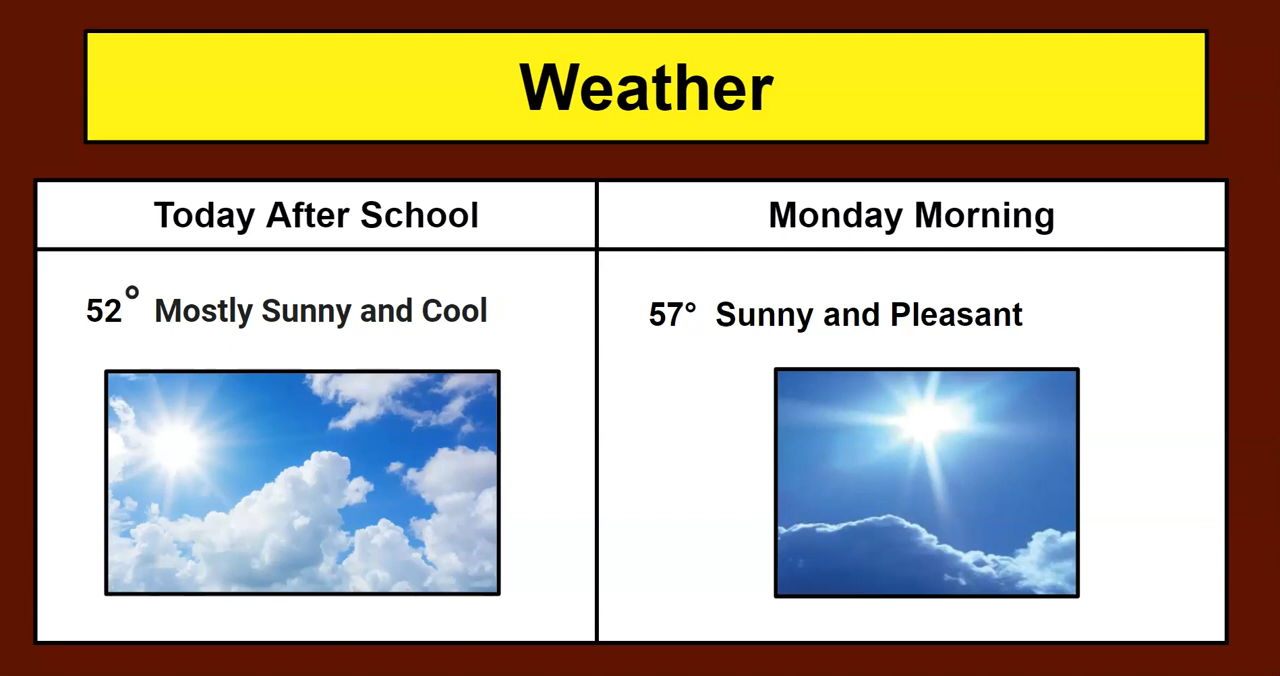 Weather
Today After School
Monday Morning
52° Mostly Sunny and Cool
57° Sunny and Pleasant